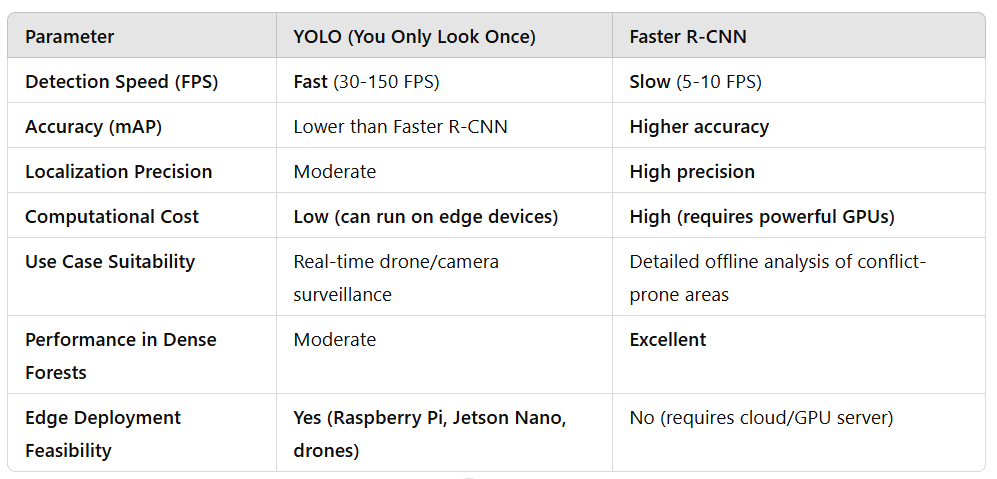 Parameter YOLO (You Only Look Once) Faster R-CNN
Detection Speed (FPS) Fast (30-150 FPS) Slow (5-10 FPS)
Accuracy (mAP) Lower than Faster R-CNN Higher accuracy
Localization Precision Moderate High precision
Computational Cost Low (can run on edge devices) High (requires powerful GPUs)
Use Case Suitability Real-time drone/camera Detailed offline analysis of conflict-
surveillance prone areas
Performance in Dense Moderate Excellent
Forests
Edge Deployment Yes (Raspberry Pi, Jetson Nano, No (requires cloud/GPU server)
Feasibility drones)